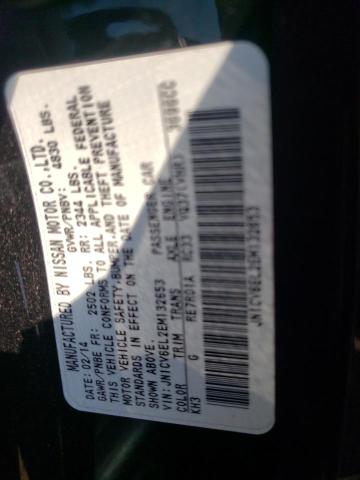 MANUFACTURED BY NISSAN MOTOR CO.,LTD.
DATE: 02/14 GVWR/PNBV: 4830 LBS.
GAWR/PNBE FR: 2502 LBS. RR: 2344 LBS.
THIS VEHICLE CONFORMS TO ALL APPLICABLE FEDERAL
MOTOR VEHICLE SAFETY, BUMPER, AND THEFT PREVENTION
STANDARDS IN EFFECT ON THE DATE OF MANUFACTURE
SHOWN ABOVE.
: JN1CV6EL2EM132653 PASSENGER CAR
COLOR TRIM TRANS AXLE ENGINE
KH3 G RE7R01A RC33 VQ37(VHR) 3696CC
JN1CV6EL2EM132653